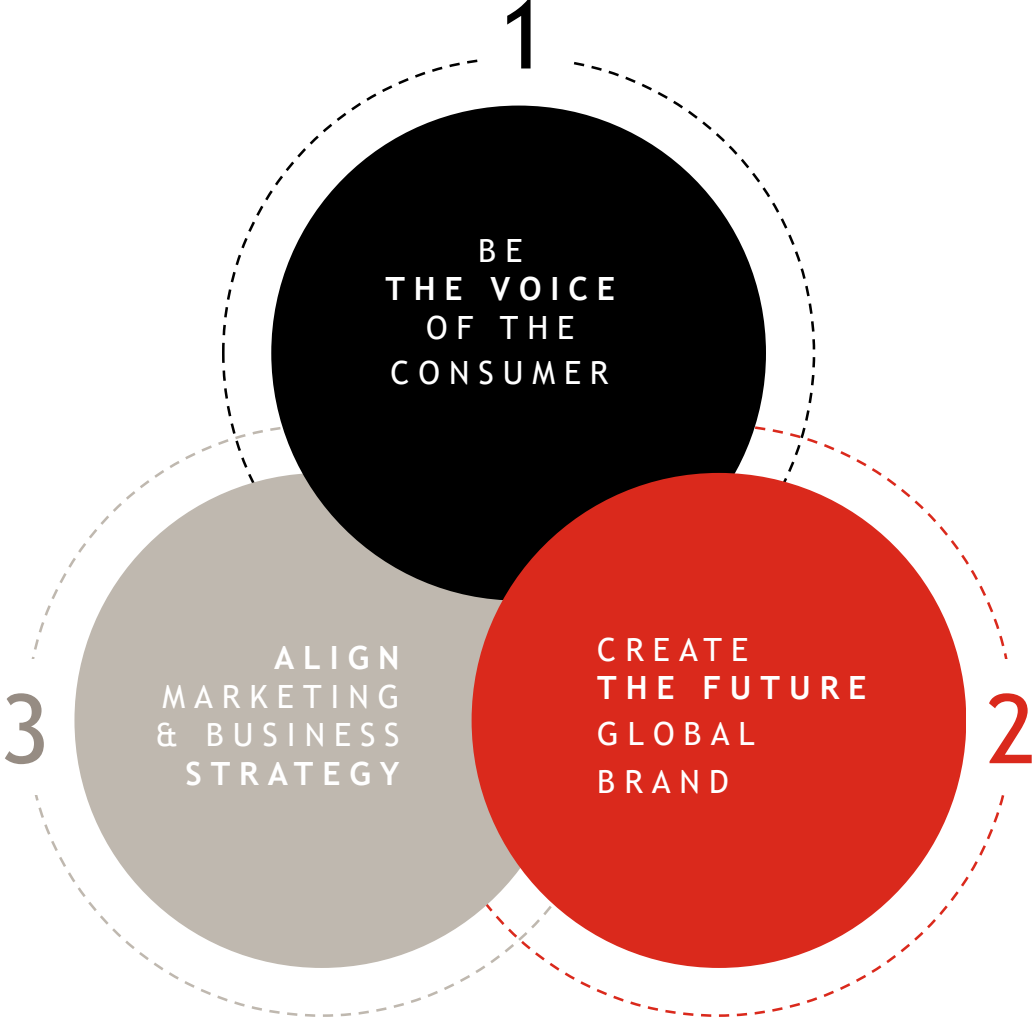 1
BE
THE VOICE
OF THE
CONSUMER
2
CREATE
THE FUTURE
GLOBAL
BRAND
3
ALIGN
MARKETING
& BUSINESS
STRATEGY